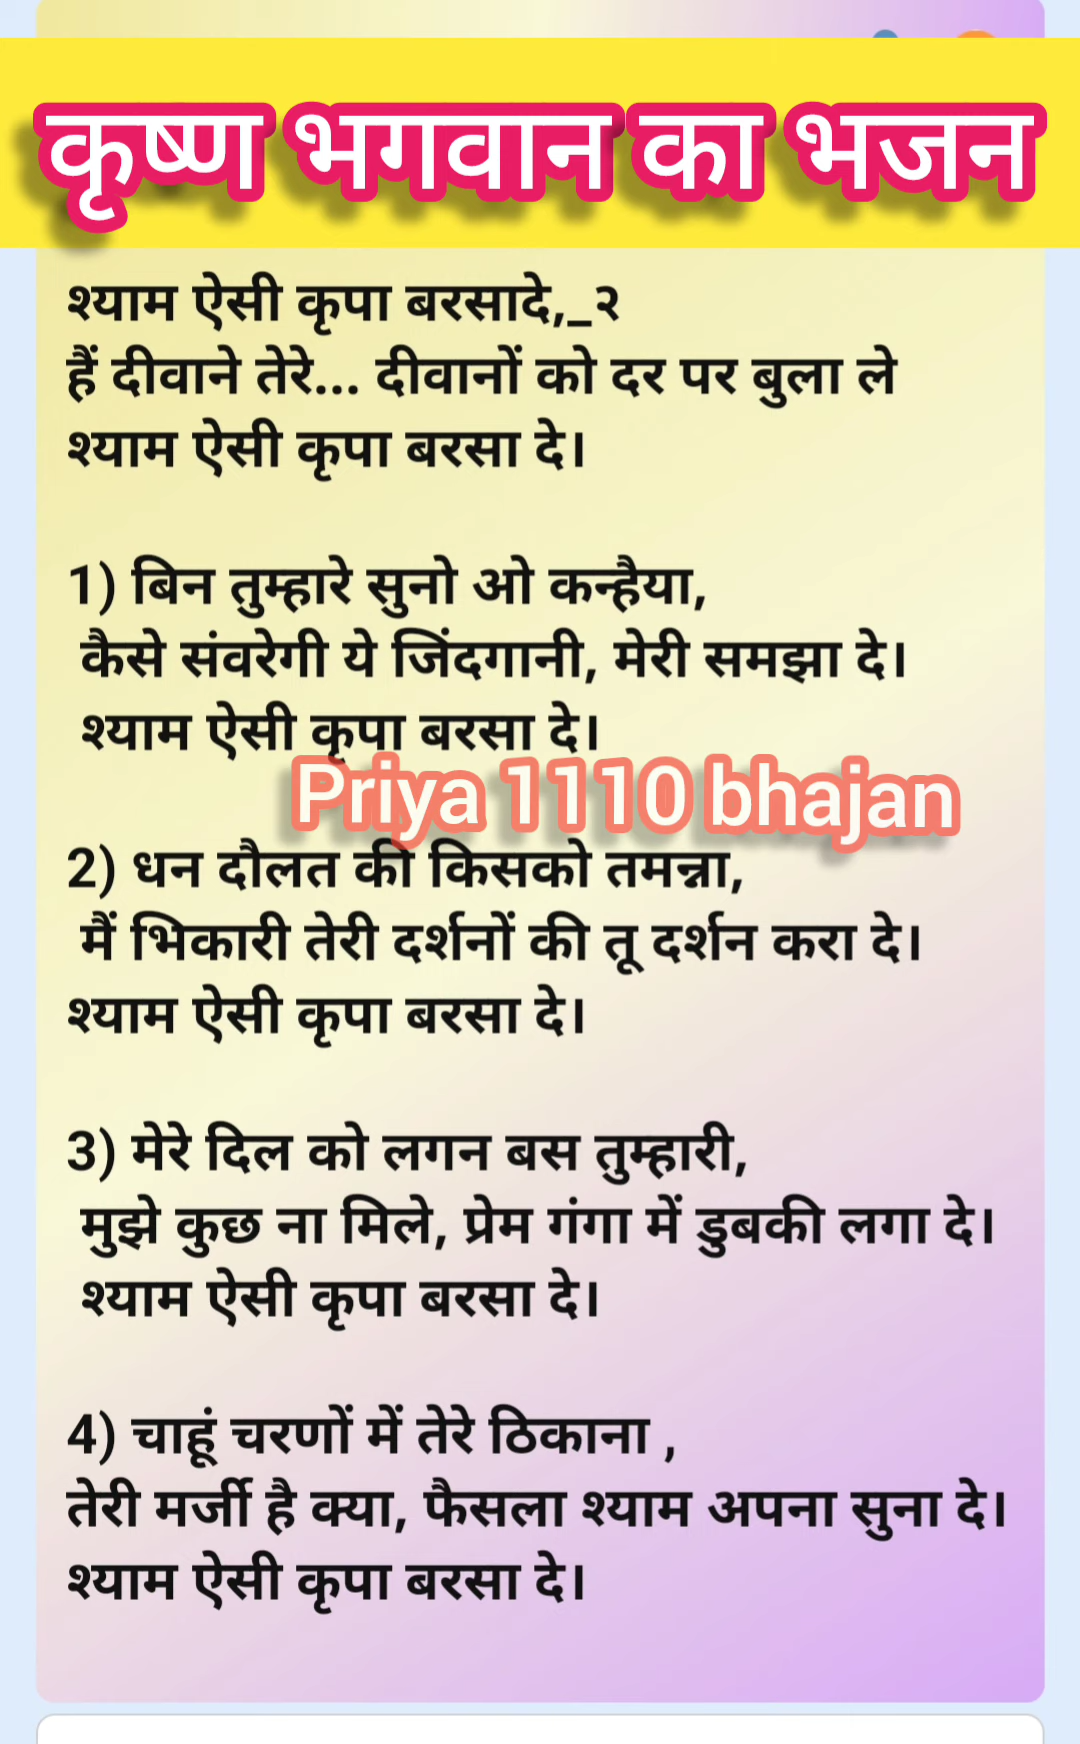 कृष्ण भगवान का भजन
श्याम ऐसी कृपा बरसादे,_२
हैं दीवाने तेरे... दीवानों को दर पर बुला ले
श्याम ऐसी कृपा बरसा दे।
1) बिन तुम्हारे सुनो ओ कन्हैया,
कैसे संवरेगी ये जिंदगानी, मेरी समझा दे।
श्याम ऐसी कृपा बरसा दे।
Priya 1110 bhajan
2) धन दौलत की किसको तमन्ना,
मैं भिकारी तेरी दर्शनों की तू दर्शन करा दे।
श्याम ऐसी कृपा बरसा दे।
3) मेरे दिल को लगन बस तुम्हारी,
मुझे कुछ ना मिले, प्रेम गंगा में डुबकी लगा दे।
श्याम ऐसी कृपा बरसा दे।
4) चाहूं चरणों में तेरे ठिकाना ,
तेरी मर्जी है क्या, फैसला श्याम अपना सुना दे।
श्याम ऐसी कृपा बरसा दे।